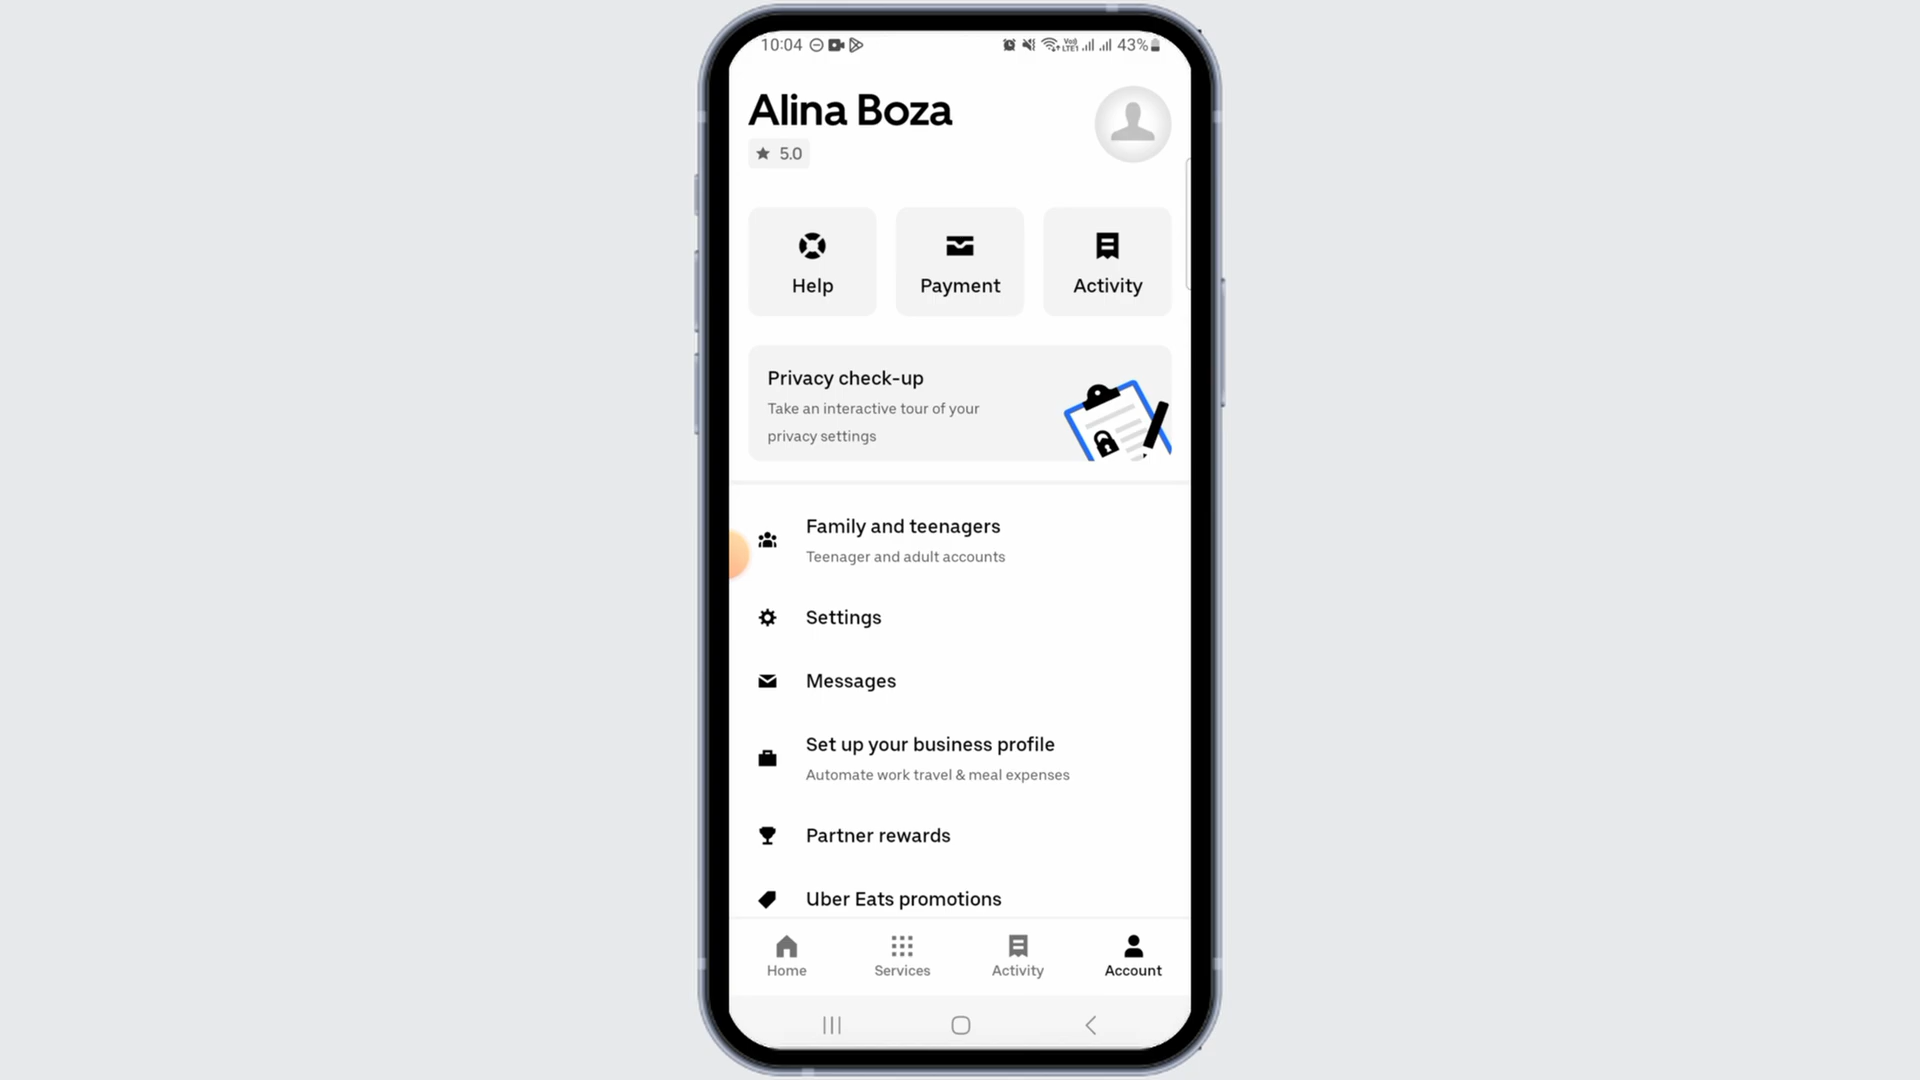 10:04
Vo) LTE1 43%
Alina Boza
5.0
Help
Payment
Activity
Privacy check-up
Take an interactive tour of your
privacy settings
Family and teenagers
Teenager and adult accounts
Settings
Messages
Set up your business profile
Automate work travel & meal expenses
Partner rewards
Uber Eats promotions
Home
Services
Activity
Account